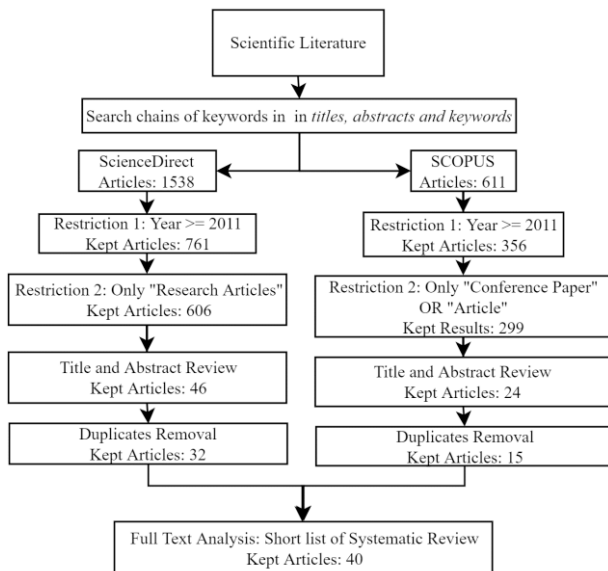 Scientific Literature
Search chains of keywords in in titles, abstracts and keywords
ScienceDirect
Articles: 1538
SCOPUS
Articles: 611
Restriction 1: Year >= 2011
Kept Articles: 761
Restriction 1: Year >= 2011
Kept Articles: 356
Restriction 2: Only "Research Articles"
Kept Articles: 606
Restriction 2: Only "Conference Paper"
OR "Article"
Kept Results: 299
Title and Abstract Review
Kept Articles: 46
Title and Abstract Review
Kept Articles: 24
Duplicates Removal
Kept Articles: 32
Duplicates Removal
Kept Articles: 15
Full Text Analysis: Short list of Systematic Review
Kept Articles: 40